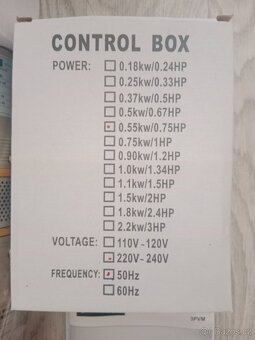 CONTROL BOX
POWER: 0.18kw/0.24HP
0.25kw/0.33HP
0.37kw/0.5HP
0.5kw/0.67HP
0.55kw/0.75HP
0.75kw/1HP
0.90kw/1.2HP
1.0kw/1.34HP
1.1kw/1.5HP
1.5kw/2HP
1.8kw/2.4HP
2.2kw/3HP
VOLTAGE: 110V~120V
220V~240V
FREQUENCY: 50Hz
60Hz
3PVM